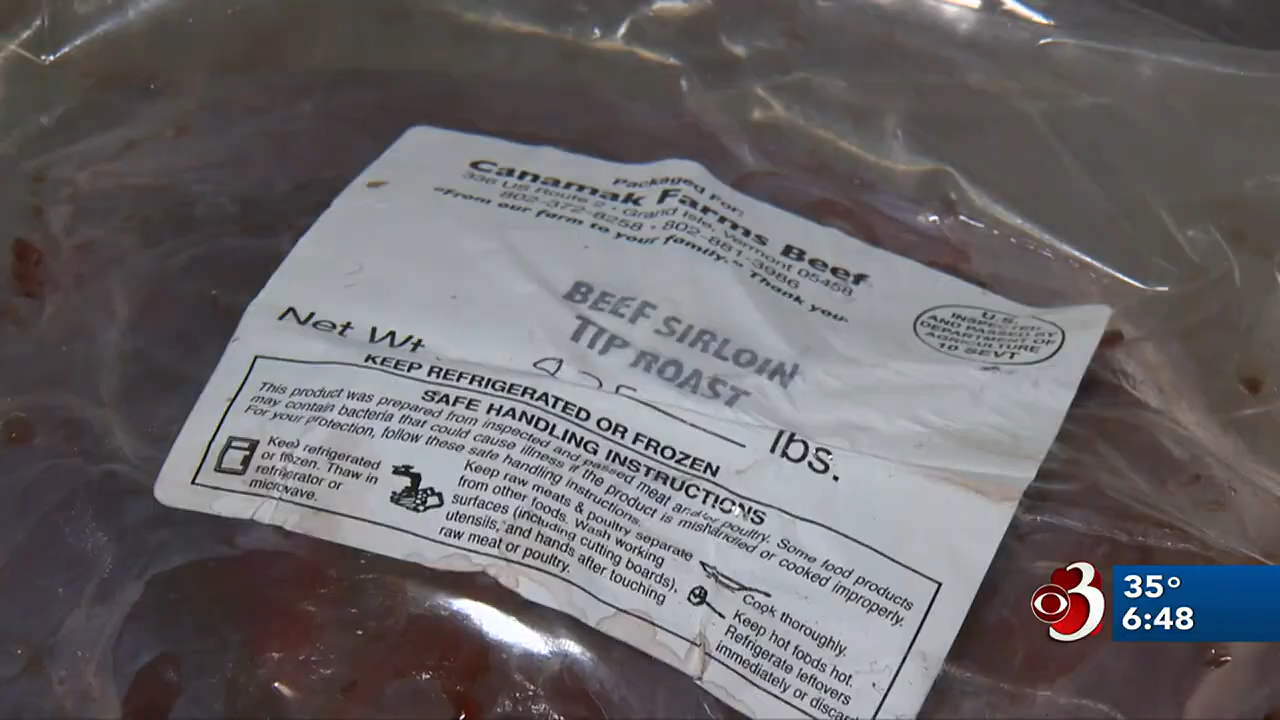 Packaged For:
Canamak Farms Beef
336 US Route 2 • Grand Isle, Vermont 05458
802-372-8258 • 802-881-3986
"From our farm to your family." Thank you.
BEEF SIRLOIN
TIP ROAST
U.S.
INSPECTED
AND PASSED BY
DEPARTMENT OF
AGRICULTURE
10 SEVT
Net Wt.
lbs.
KEEP REFRIGERATED OR FROZEN
SAFE HANDLING INSTRUCTIONS
This product was prepared from inspected and passed meat and/or poultry. Some food products
may contain bacteria that could cause illness if the product is mishandled or cooked improperly.
For your protection, follow these safe handling instructions.
Keep refrigerated
or frozen. Thaw in
refrigerator or
microwave.
Keep raw meats & poultry separate
from other foods. Wash working
surfaces (including cutting boards),
utensils, and hands after touching
raw meat or poultry.
Cook thoroughly.
Keep hot foods hot.
Refrigerate leftovers
immediately or discard
3
35°
6:48